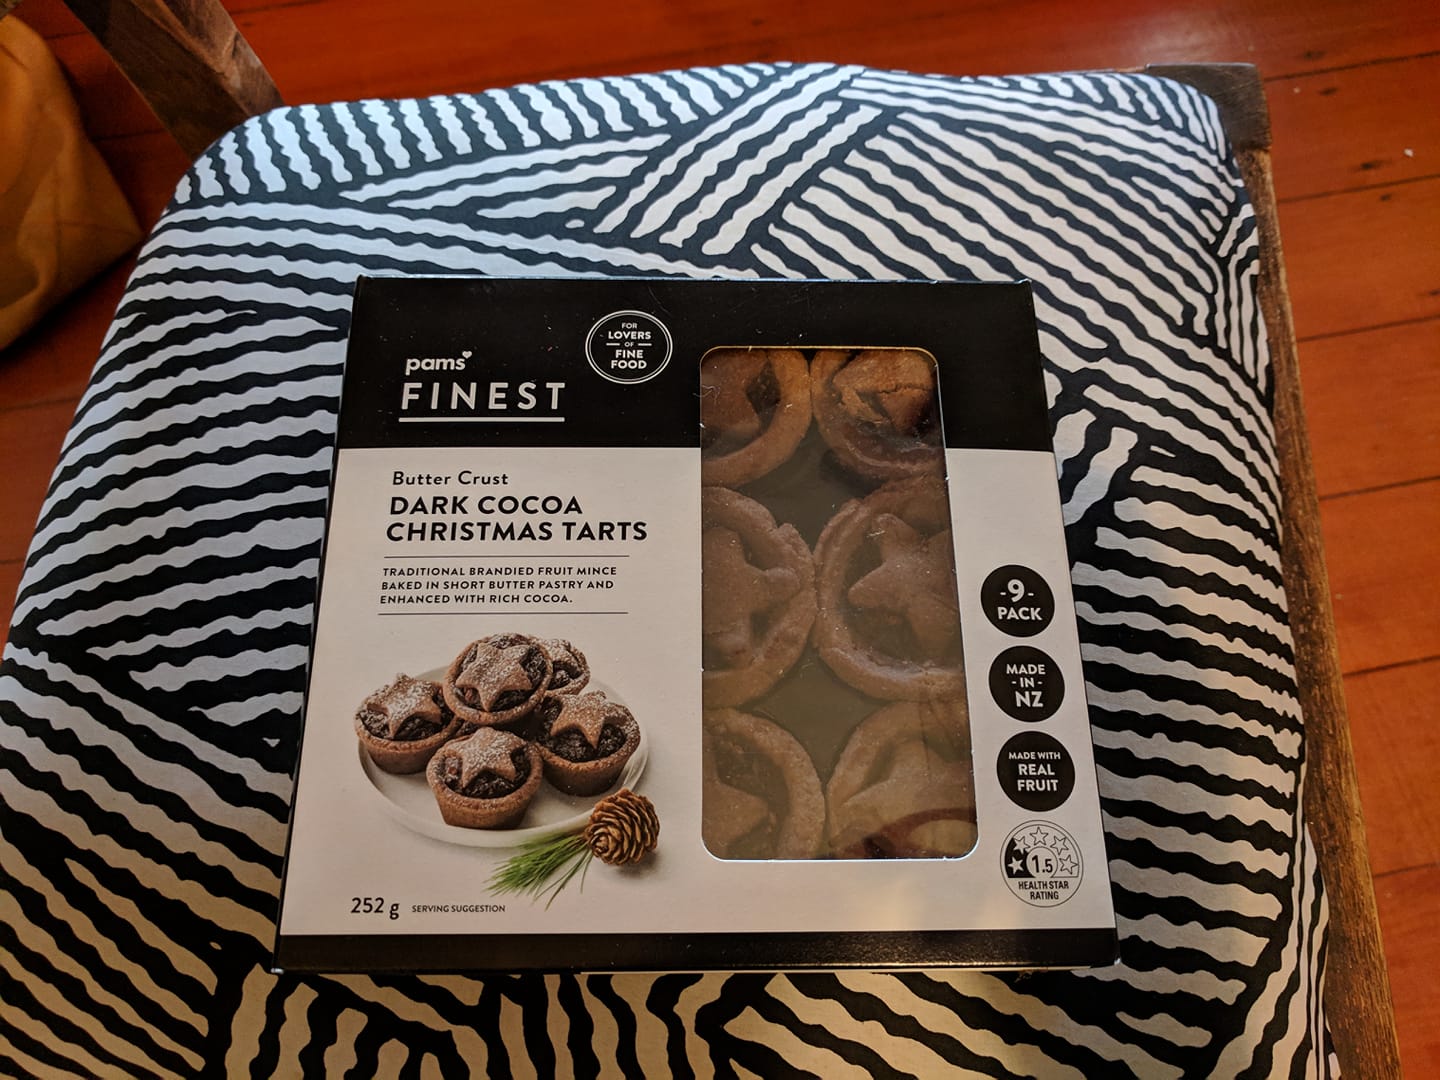 pams
FINEST
FOR
LOVERS
OF
FINE
FOOD
Butter Crust
DARK COCOA
CHRISTMAS TARTS
TRADITIONAL BRANDIED FRUIT MINCE
BAKED IN SHORT BUTTER PASTRY AND
ENHANCED WITH RICH COCOA.
252 g SERVING SUGGESTION
-9-
PACK
MADE
-IN-
NZ
MADE WITH
REAL
FRUIT
1.5
HEALTH STAR
RATING